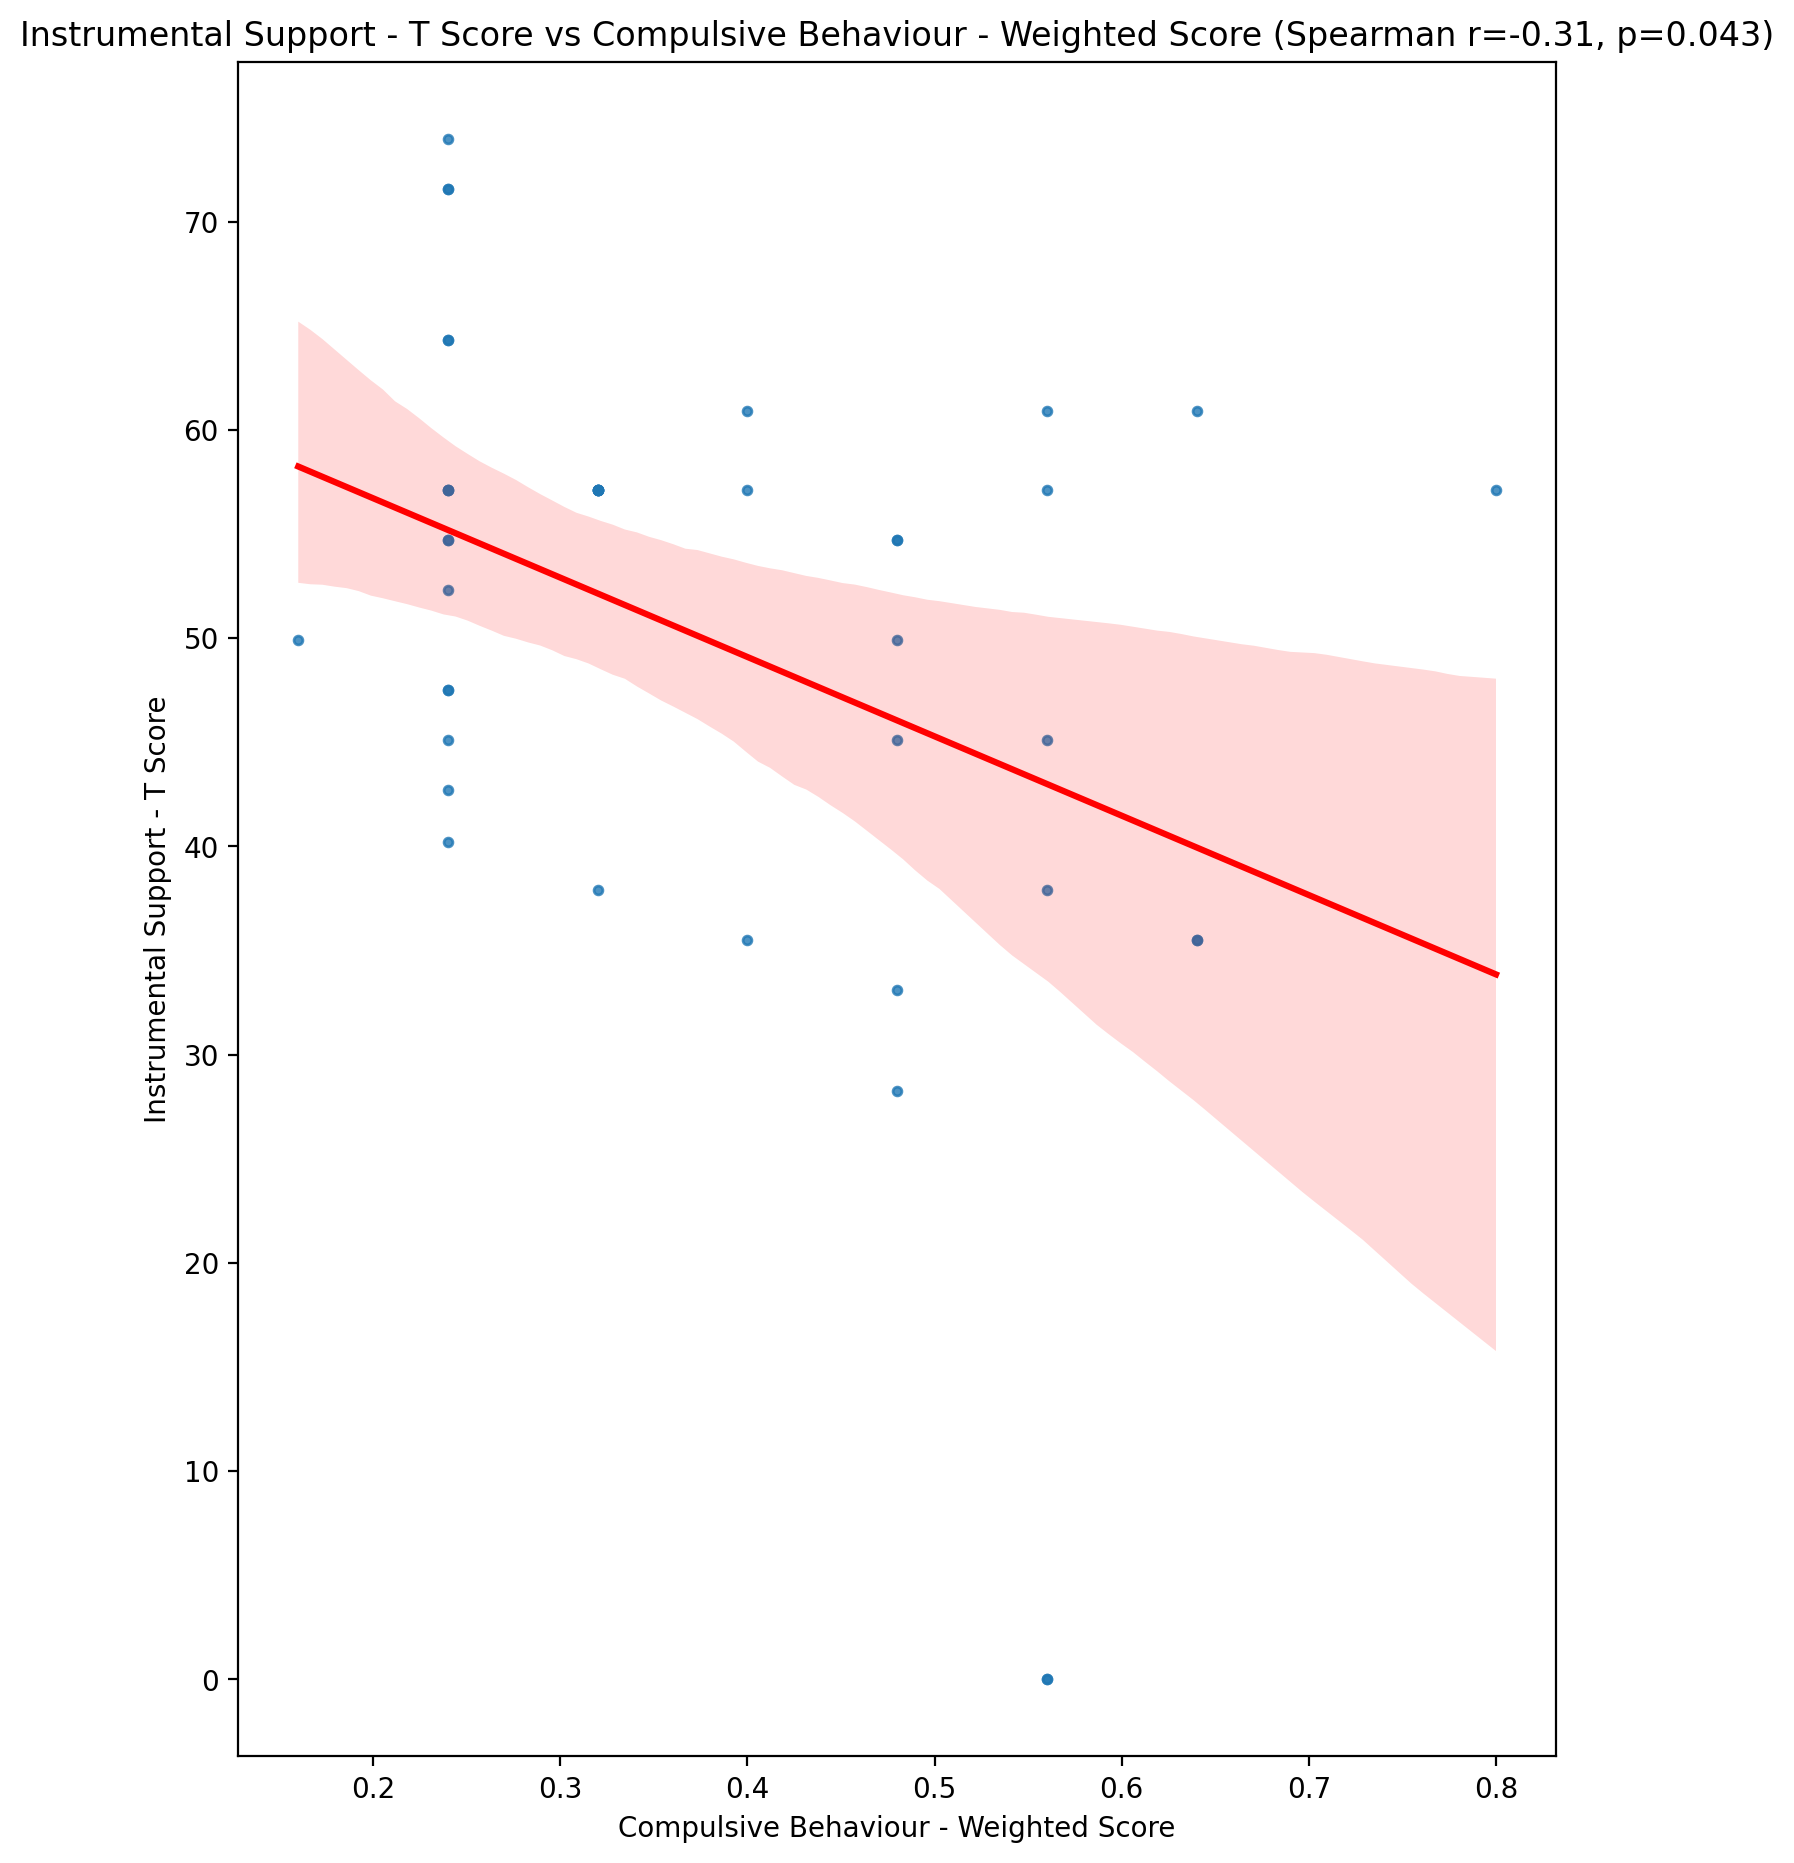 Instrumental Support - T Score vs Compulsive Behaviour - Weighted Score (Spearman r=-0.31, p=0.043)
70
60
50
40
30
20
10
0
Instrumental Support - T Score
0.2 0.3 0.4 0.5 0.6 0.7 0.8
Compulsive Behaviour - Weighted Score